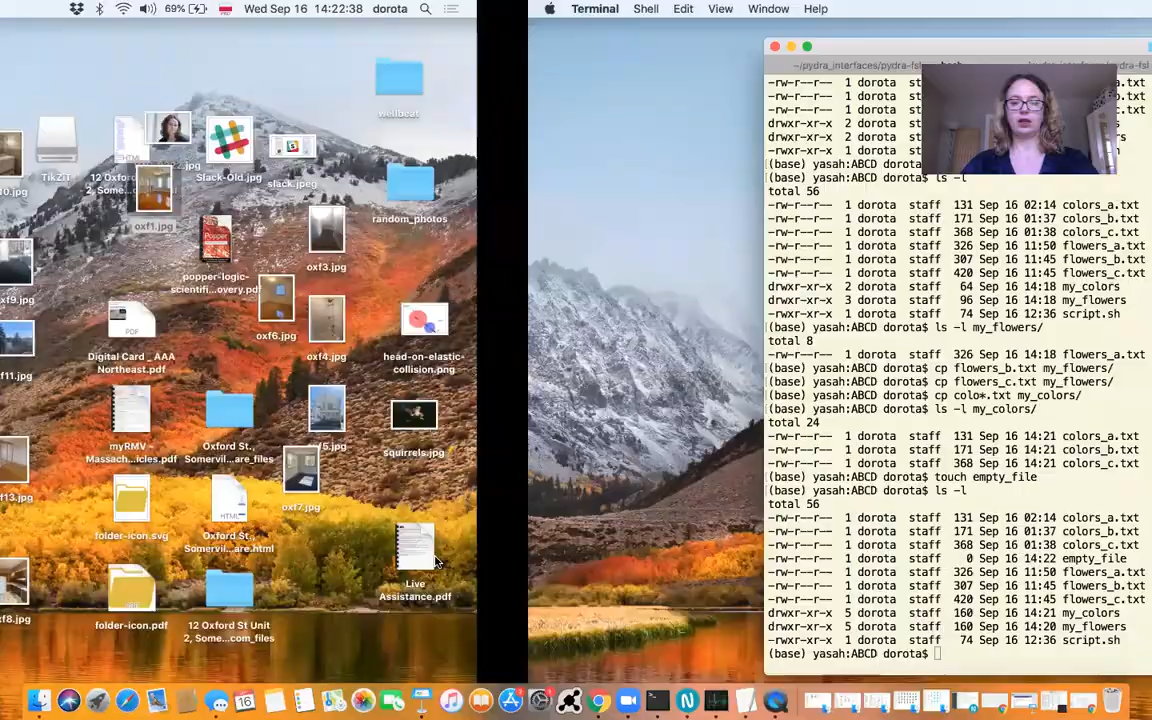 69% Wed Sep 16 14:22:38 dorota
Terminal Shell Edit View Window Help
wellbeat
TikZiT
12 Oxford
2, Some...
.jpg
Slack-Old.jpg
slack.jpeg
random_photos
oxf1.jpg
oxf3.jpg
popper-logic-
scientifi...overy.pdf
oxf6.jpg
oxf4.jpg
oxf9.jpg
oxf11.jpg
PDF
Digital Card _ AAA
Northeast.pdf
head-on-elastic-
collision.png
myRMV -
Massach...icles.pdf
Oxford St.,
Somervil...are_files
squirrels.jpg
oxf13.jpg
oxf7.jpg
HTML
folder-icon.svg
Oxford St.,
Somervil...are.html
Live
Assistance.pdf
oxf8.jpg
folder-icon.pdf
12 Oxford St Unit
2, Some...com_files
(base) yasah:ABCD dorota$ ls -l
total 56
-rw-r--r-- 1 dorota staff 131 Sep 16 02:14 colors_a.txt
-rw-r--r-- 1 dorota staff 171 Sep 16 01:37 colors_b.txt
-rw-r--r-- 1 dorota staff 368 Sep 16 01:38 colors_c.txt
-rw-r--r-- 1 dorota staff 326 Sep 16 11:50 flowers_a.txt
-rw-r--r-- 1 dorota staff 307 Sep 16 11:45 flowers_b.txt
-rw-r--r-- 1 dorota staff 420 Sep 16 11:45 flowers_c.txt
drwxr-xr-x 2 dorota staff 64 Sep 16 14:18 my_colors
drwxr-xr-x 3 dorota staff 96 Sep 16 14:18 my_flowers
-rwxr-xr-x 1 dorota staff 74 Sep 16 12:36 script.sh
(base) yasah:ABCD dorota$ ls -l my_flowers/
total 8
-rw-r--r-- 1 dorota staff 326 Sep 16 14:18 flowers_a.txt
(base) yasah:ABCD dorota$ cp flowers_b.txt my_flowers/
(base) yasah:ABCD dorota$ cp flowers_c.txt my_flowers/
(base) yasah:ABCD dorota$ cp colo*.txt my_colors/
(base) yasah:ABCD dorota$ ls -l my_colors/
total 24
-rw-r--r-- 1 dorota staff 131 Sep 16 14:21 colors_a.txt
-rw-r--r-- 1 dorota staff 171 Sep 16 14:21 colors_b.txt
-rw-r--r-- 1 dorota staff 368 Sep 16 14:21 colors_c.txt
(base) yasah:ABCD dorota$ touch empty_file
(base) yasah:ABCD dorota$ ls -l
total 56
-rw-r--r-- 1 dorota staff 131 Sep 16 02:14 colors_a.txt
-rw-r--r-- 1 dorota staff 171 Sep 16 01:37 colors_b.txt
-rw-r--r-- 1 dorota staff 368 Sep 16 01:38 colors_c.txt
-rw-r--r-- 1 dorota staff 0 Sep 16 14:22 empty_file
-rw-r--r-- 1 dorota staff 326 Sep 16 11:50 flowers_a.txt
-rw-r--r-- 1 dorota staff 307 Sep 16 11:45 flowers_b.txt
-rw-r--r-- 1 dorota staff 420 Sep 16 11:45 flowers_c.txt
drwxr-xr-x 5 dorota staff 160 Sep 16 14:21 my_colors
drwxr-xr-x 5 dorota staff 160 Sep 16 14:20 my_flowers
-rwxr-xr-x 1 dorota staff 74 Sep 16 12:36 script.sh
(base) yasah:ABCD dorota$